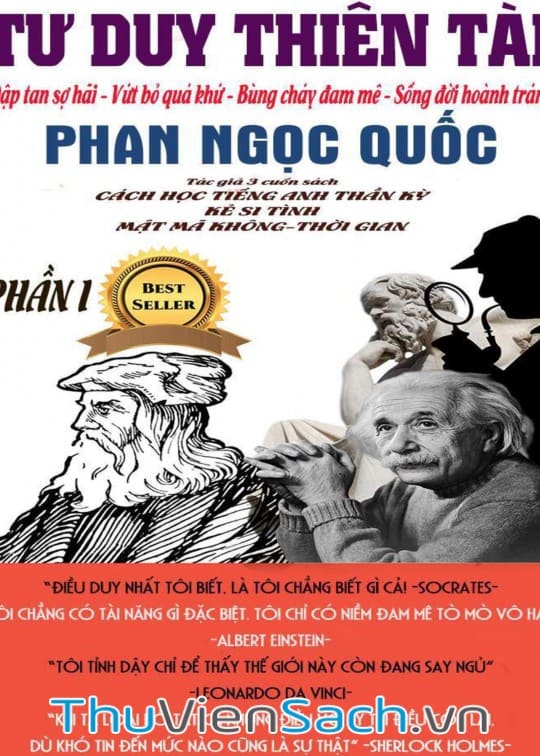 TƯ DUY THIÊN TÀI
Đập tan sợ hãi - Vứt bỏ quá khứ - Bùng cháy đam mê - Sống đời hoành tráng
PHAN NGỌC QUỐC
Tác giả 3 cuốn sách
CÁCH HỌC TIẾNG ANH THẦN KỲ
KẺ SI TÌNH
MẬT MÃ KHÔNG-THỜI GIAN
PHẦN 1
BEST
SELLER
“ĐIỀU DUY NHẤT TÔI BIẾT, LÀ TÔI CHẲNG BIẾT GÌ CẢ! -SOCRATES-
TÔI CHẲNG CÓ TÀI NĂNG GÌ ĐẶC BIỆT. TÔI CHỈ CÓ NIỀM ĐAM MÊ TÒ MÒ VÔ
-ALBERT EINSTEIN-
“TÔI TỈNH DẬY CHỈ ĐỂ THẤY THẾ GIỚI NÀY CÒN ĐANG SAY NGỦ”
-LEONARDO DA VINCI-
ThuVienSach.vn
DÙ KHÓ TIN ĐẾN MỨC NÀO CŨNG LÀ SỰ THẬT” -SHERLOCK HOLMES-